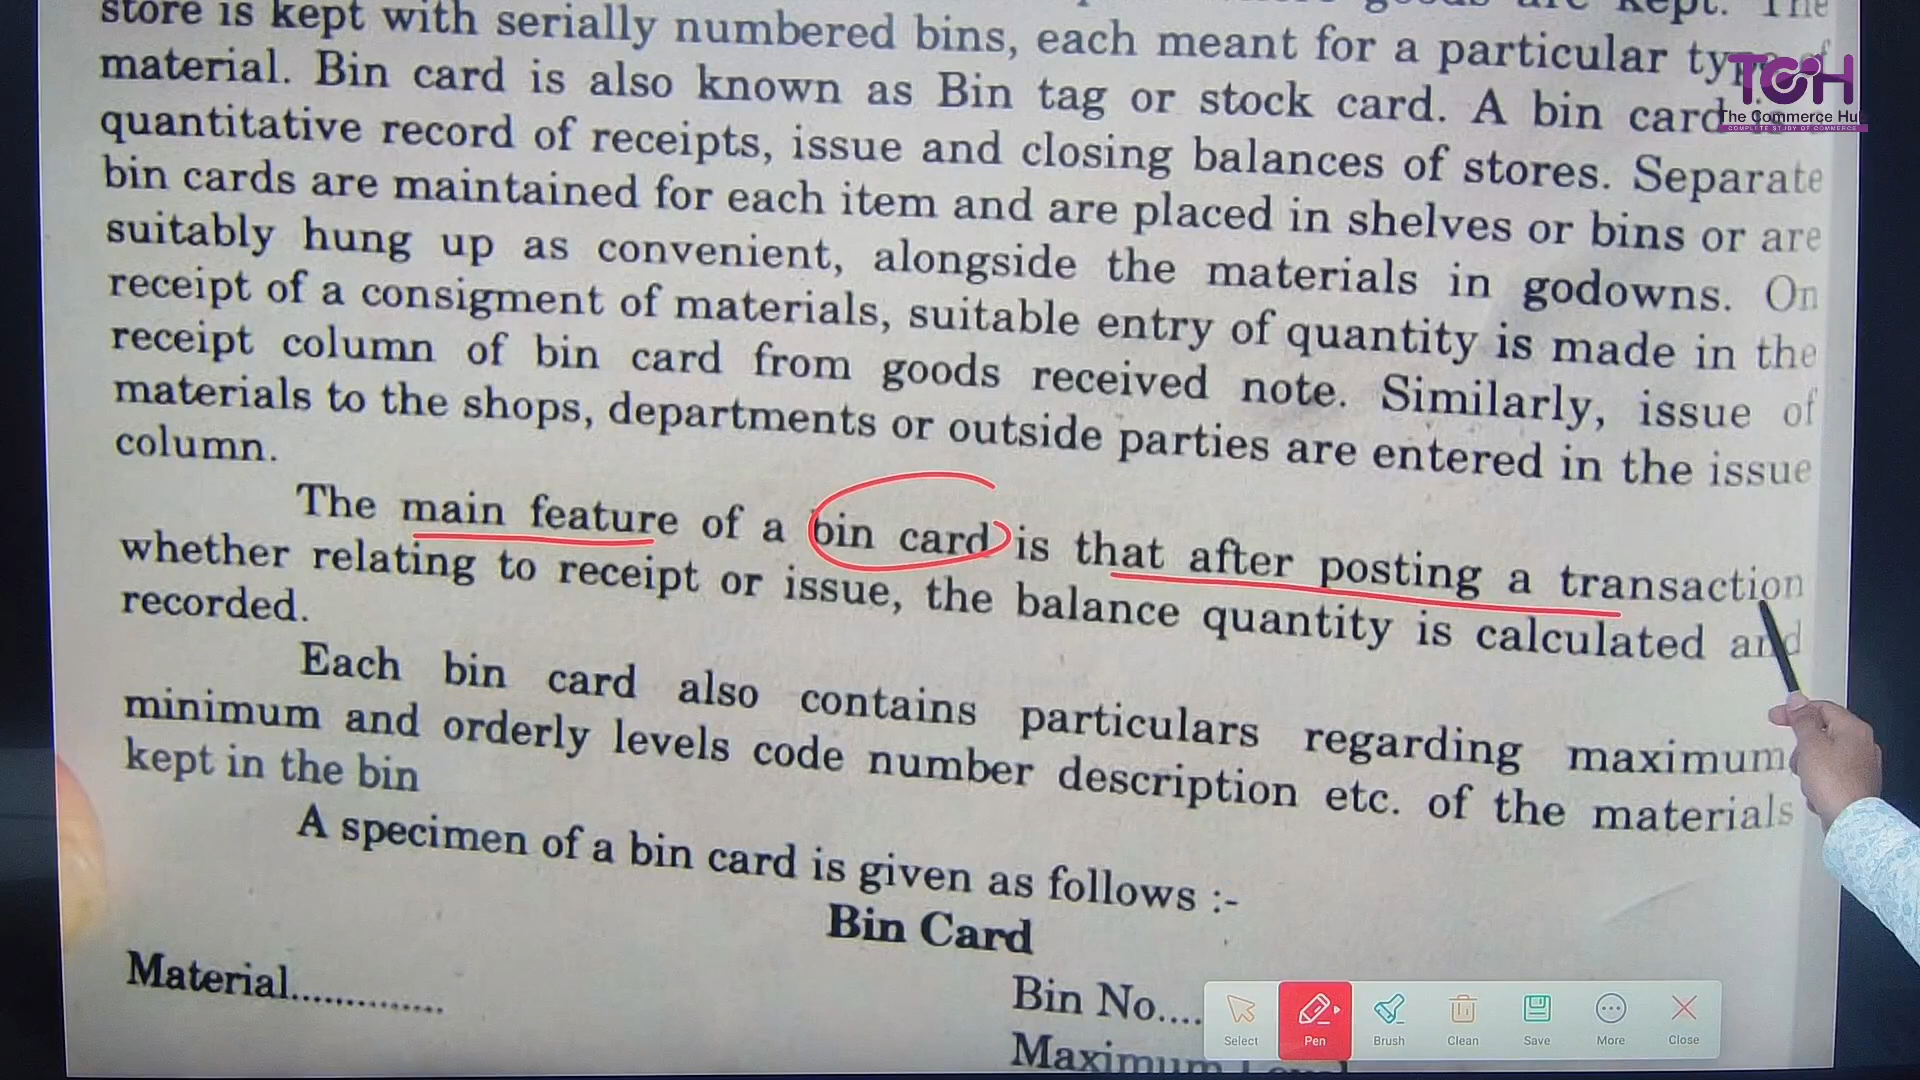 store is kept with serially numbered bins, each meant for a particular type of
material. Bin card is also known as Bin tag or stock card. A bin card
quantitative record of receipts, issue and closing balances of stores. Separate
bin cards are maintained for each item and are placed in shelves or bins or are
suitably hung up as convenient, alongside the materials in godowns. On
receipt of a consigment of materials, suitable entry of quantity is made in the
receipt column of bin card from goods received note. Similarly, issue of
materials to the shops, departments or outside parties are entered in the issue
column.
The main feature of a bin card is that after posting a transaction
whether relating to receipt or issue, the balance quantity is calculated and
recorded.
Each bin card also contains particulars regarding maximum
minimum and orderly levels code number description etc. of the materials
kept in the bin
A specimen of a bin card is given as follows :-
Bin Card
Material..............
Bin No....
Maximum Level
TCH
The Commerce Hub
COMPLETE STUDY OF COMMERCE
Select Pen Brush Clean Save More Close